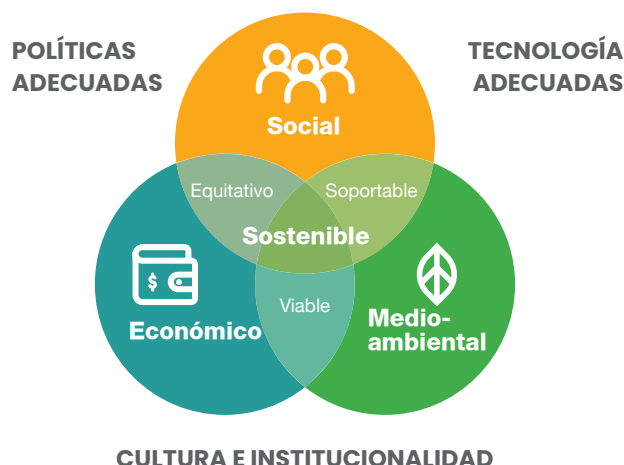 POLÍTICAS
ADECUADAS
TECNOLOGÍA
ADECUADAS
Social
Equitativo
Soportable
Sostenible
$
Económico
Viable
Medio-
ambiental
CULTURA E INSTITUCIONALIDAD